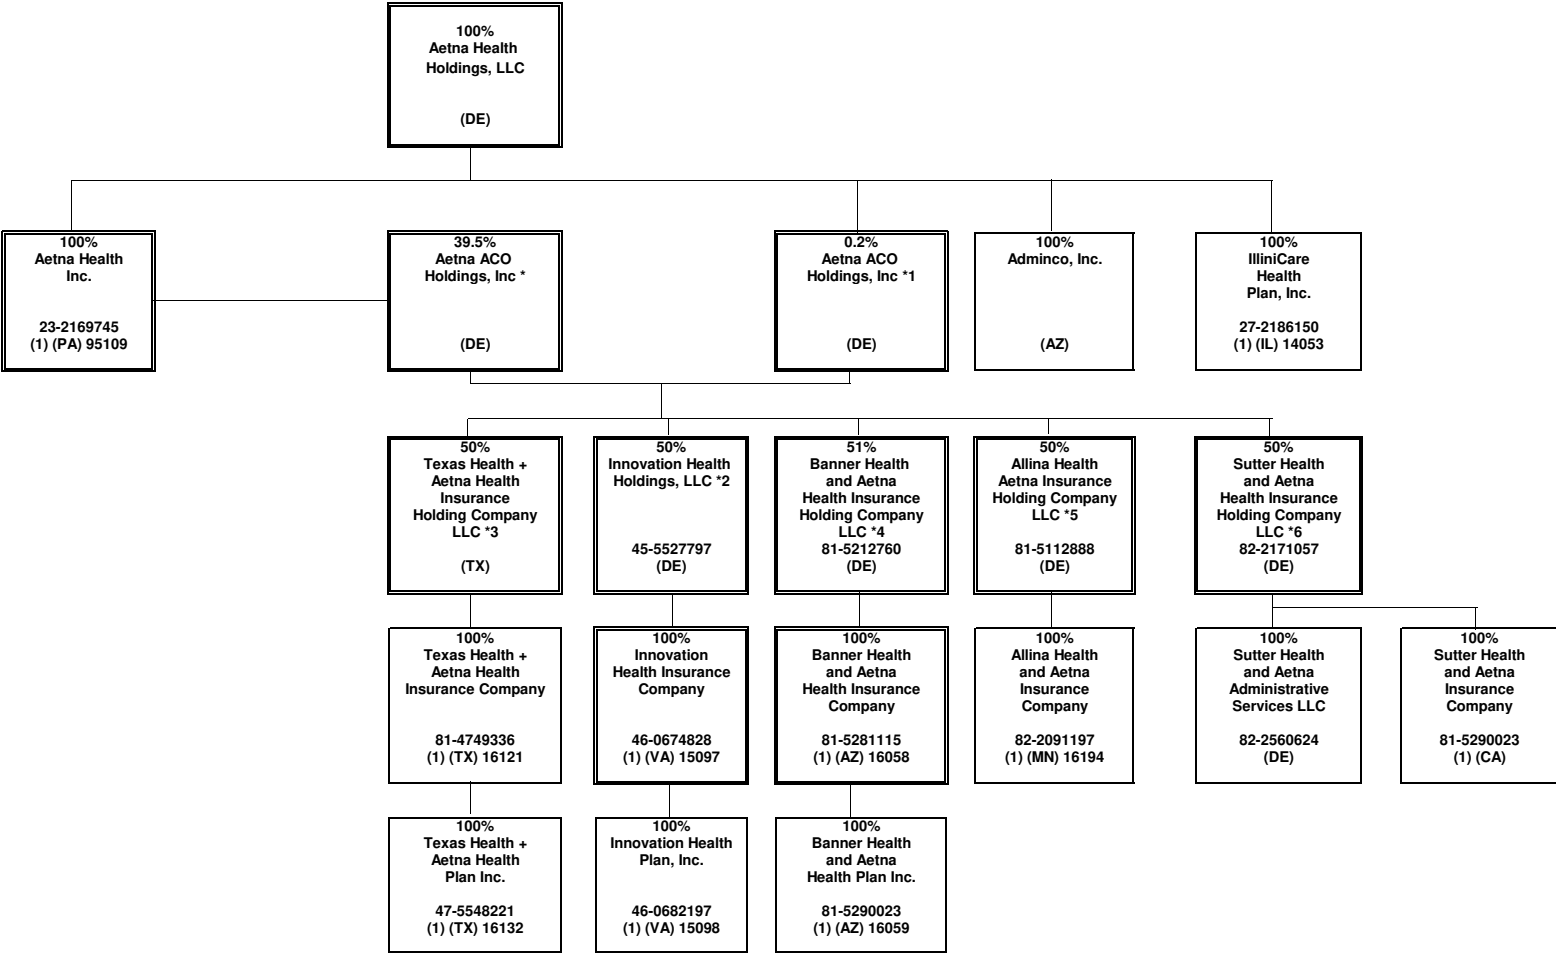 100%
Aetna Health
Holdings, LLC
(DE)
100%
Aetna Health
Inc.
23-2169745
(1) (PA) 95109
39.5%
Aetna ACO
Holdings, Inc *
(DE)
0.2%
Aetna ACO
Holdings, Inc *1
(DE)
100%
Adminco, Inc.
(AZ)
100%
IlliniCare
Health
Plan, Inc.
27-2186150
(1) (IL) 14053
50%
Texas Health +
Aetna Health
Insurance
Holding Company
LLC *3
(TX)
50%
Innovation Health
Holdings, LLC *2
45-5527797
(DE)
51%
Banner Health
and Aetna
Health Insurance
Holding Company
LLC *4
81-5212760
(DE)
50%
Allina Health
Aetna Insurance
Holding Company
LLC *5
81-5112888
(DE)
50%
Sutter Health
and Aetna
Health Insurance
Holding Company
LLC *6
82-2171057
(DE)
100%
Texas Health +
Aetna Health
Insurance Company
81-4749336
(1) (TX) 16121
100%
Innovation
Health Insurance
Company
46-0674828
(1) (VA) 15097
100%
Banner Health
and Aetna
Health Insurance
Company
81-5281115
(1) (AZ) 16058
100%
Allina Health
and Aetna
Insurance
Company
82-2091197
(1) (MN) 16194
100%
Sutter Health
and Aetna
Administrative
Services LLC
82-2560624
(DE)
100%
Sutter Health
and Aetna
Insurance
Company
81-5290023
(1) (CA)
100%
Texas Health +
Aetna Health
Plan Inc.
47-5548221
(1) (TX) 16132
100%
Innovation Health
Plan, Inc.
46-0682197
(1) (VA) 15098
100%
Banner Health
and Aetna
Health Plan Inc.
81-5290023
(1) (AZ) 16059